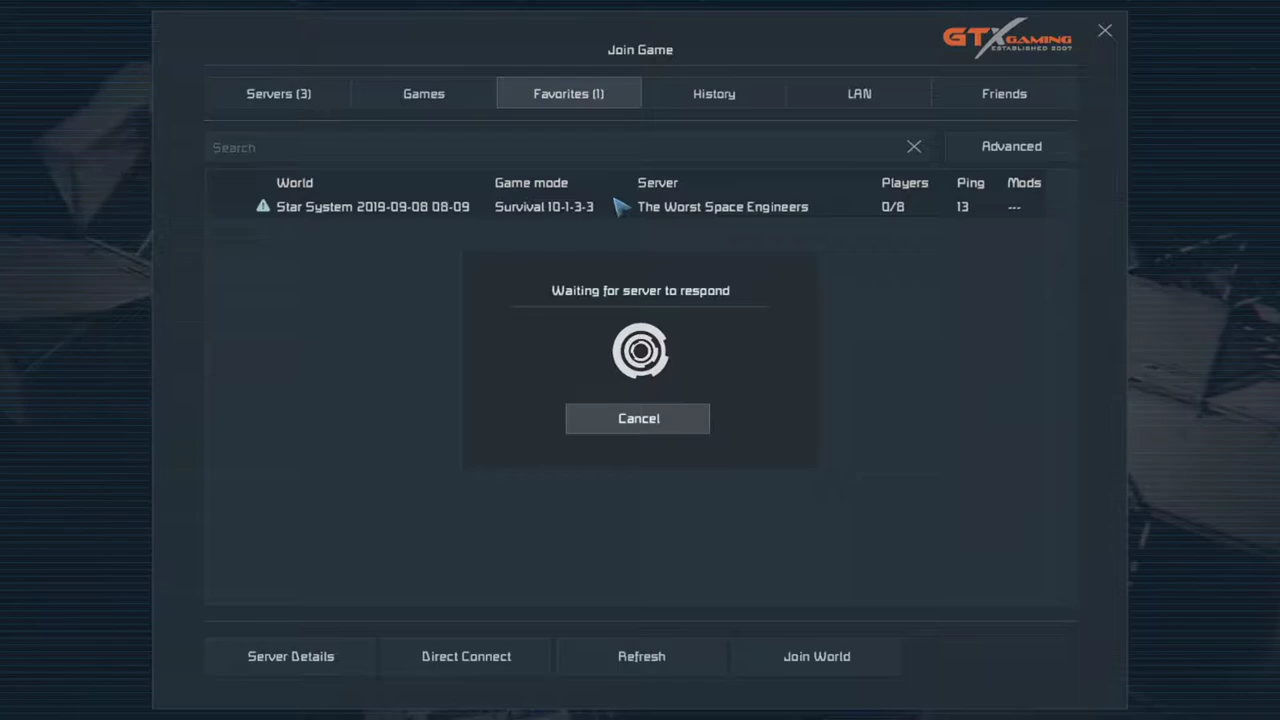 GTXGAMING
ESTABLISHED 2007
Join Game
Servers (3) Games Favorites (1) History LAN Friends
Search Advanced
World Game mode Server Players Ping Mods
Star System 2019-09-08 08-09 Survival 10-1-3-3 The Worst Space Engineers 0/8 13 ---
Waiting for server to respond
Cancel
Server Details Direct Connect Refresh Join World